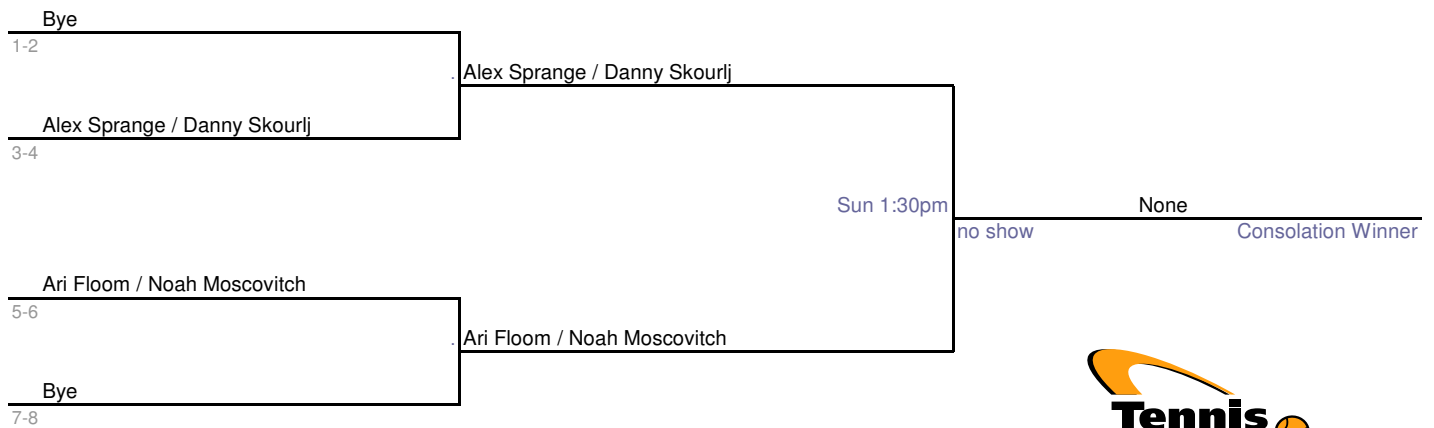 Bye
1-2
. Alex Sprange / Danny Skourlj
Alex Sprange / Danny Skourlj
3-4
Sun 1:30pm
None
no show
Consolation Winner
Ari Floom / Noah Moscovitch
5-6
. Ari Floom / Noah Moscovitch
Bye
7-8
Tennis